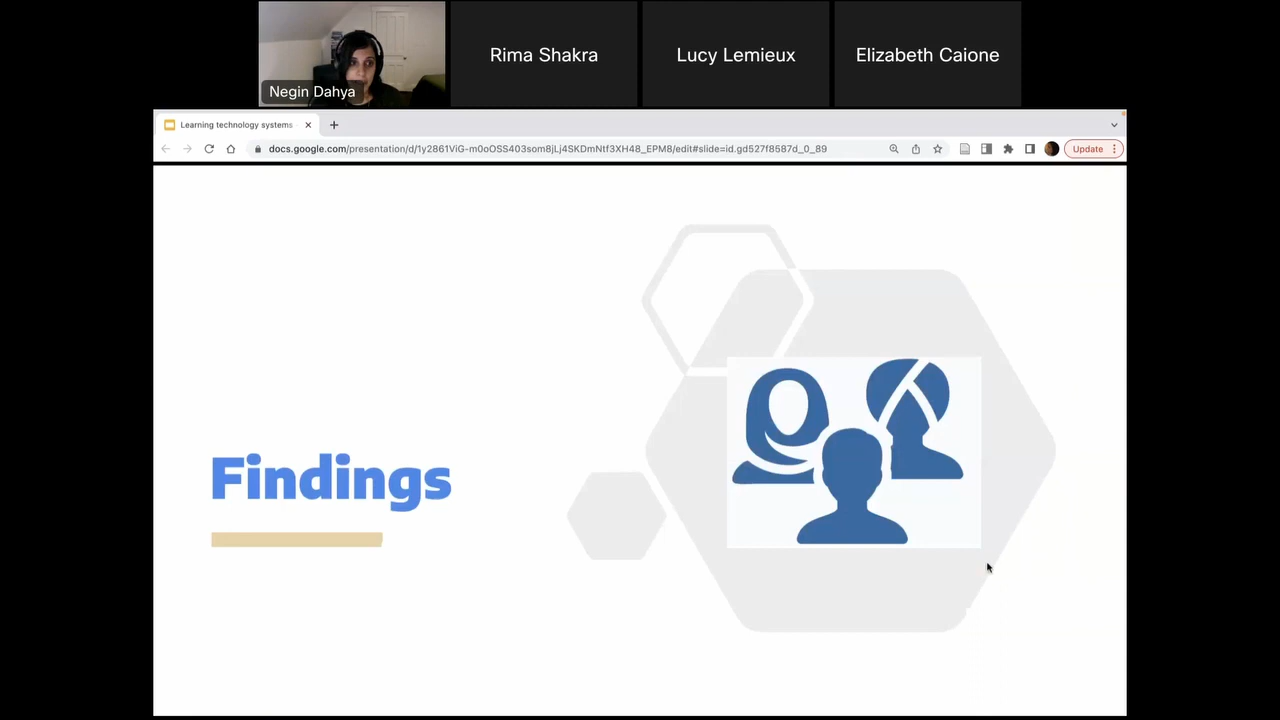 Negin Dahya
Rima Shakra
Lucy Lemieux
Elizabeth Caione
Learning technology systems
docs.google.com/presentation/d/1y2861ViG-m0oOSS403som8jLj4SKDmNtf3XH48_EPM8/edit#slide=id.gd527f8587d_0_89
Update
Findings